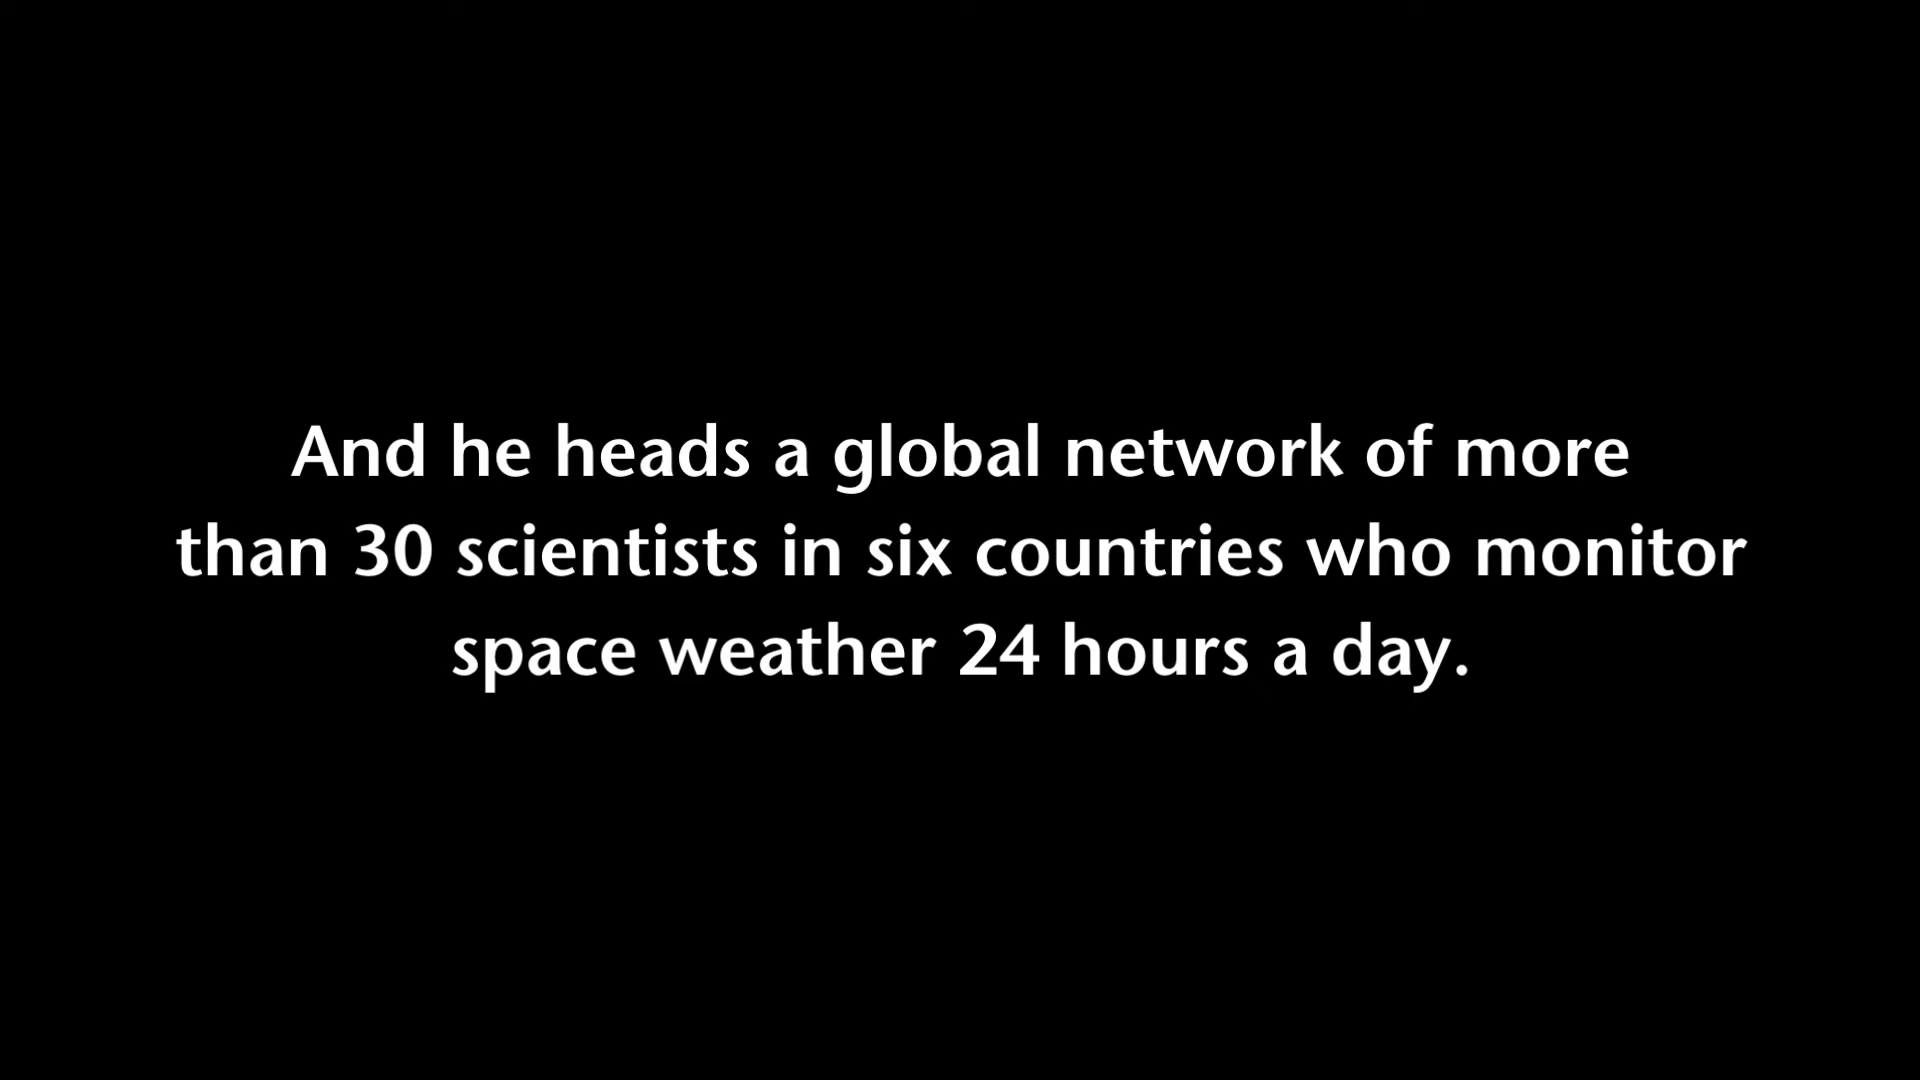 And he heads a global network of more
than 30 scientists in six countries who monitor
space weather 24 hours a day.